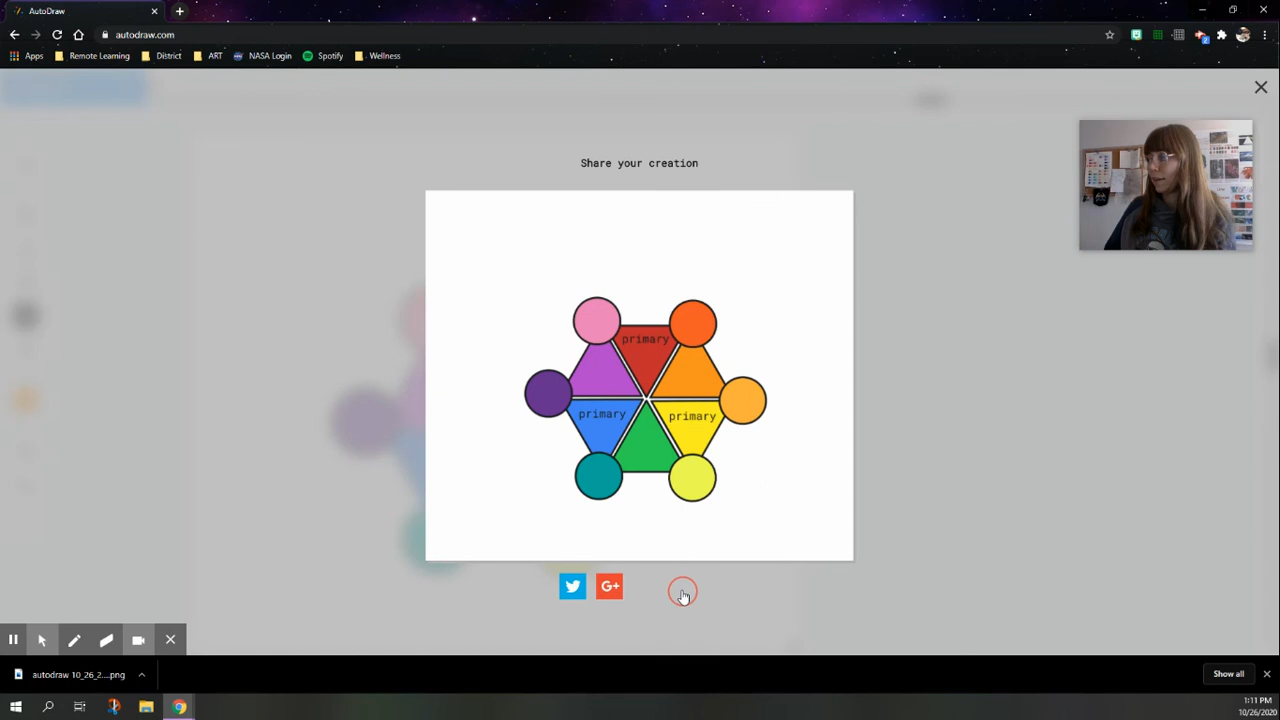 AutoDraw
autodraw.com
Apps Remote Learning District ART NASA Login Spotify Wellness
Share your creation
primary
primary primary
G+
autodraw 10_26_2....png
Show all
1:11 PM
10/26/2020